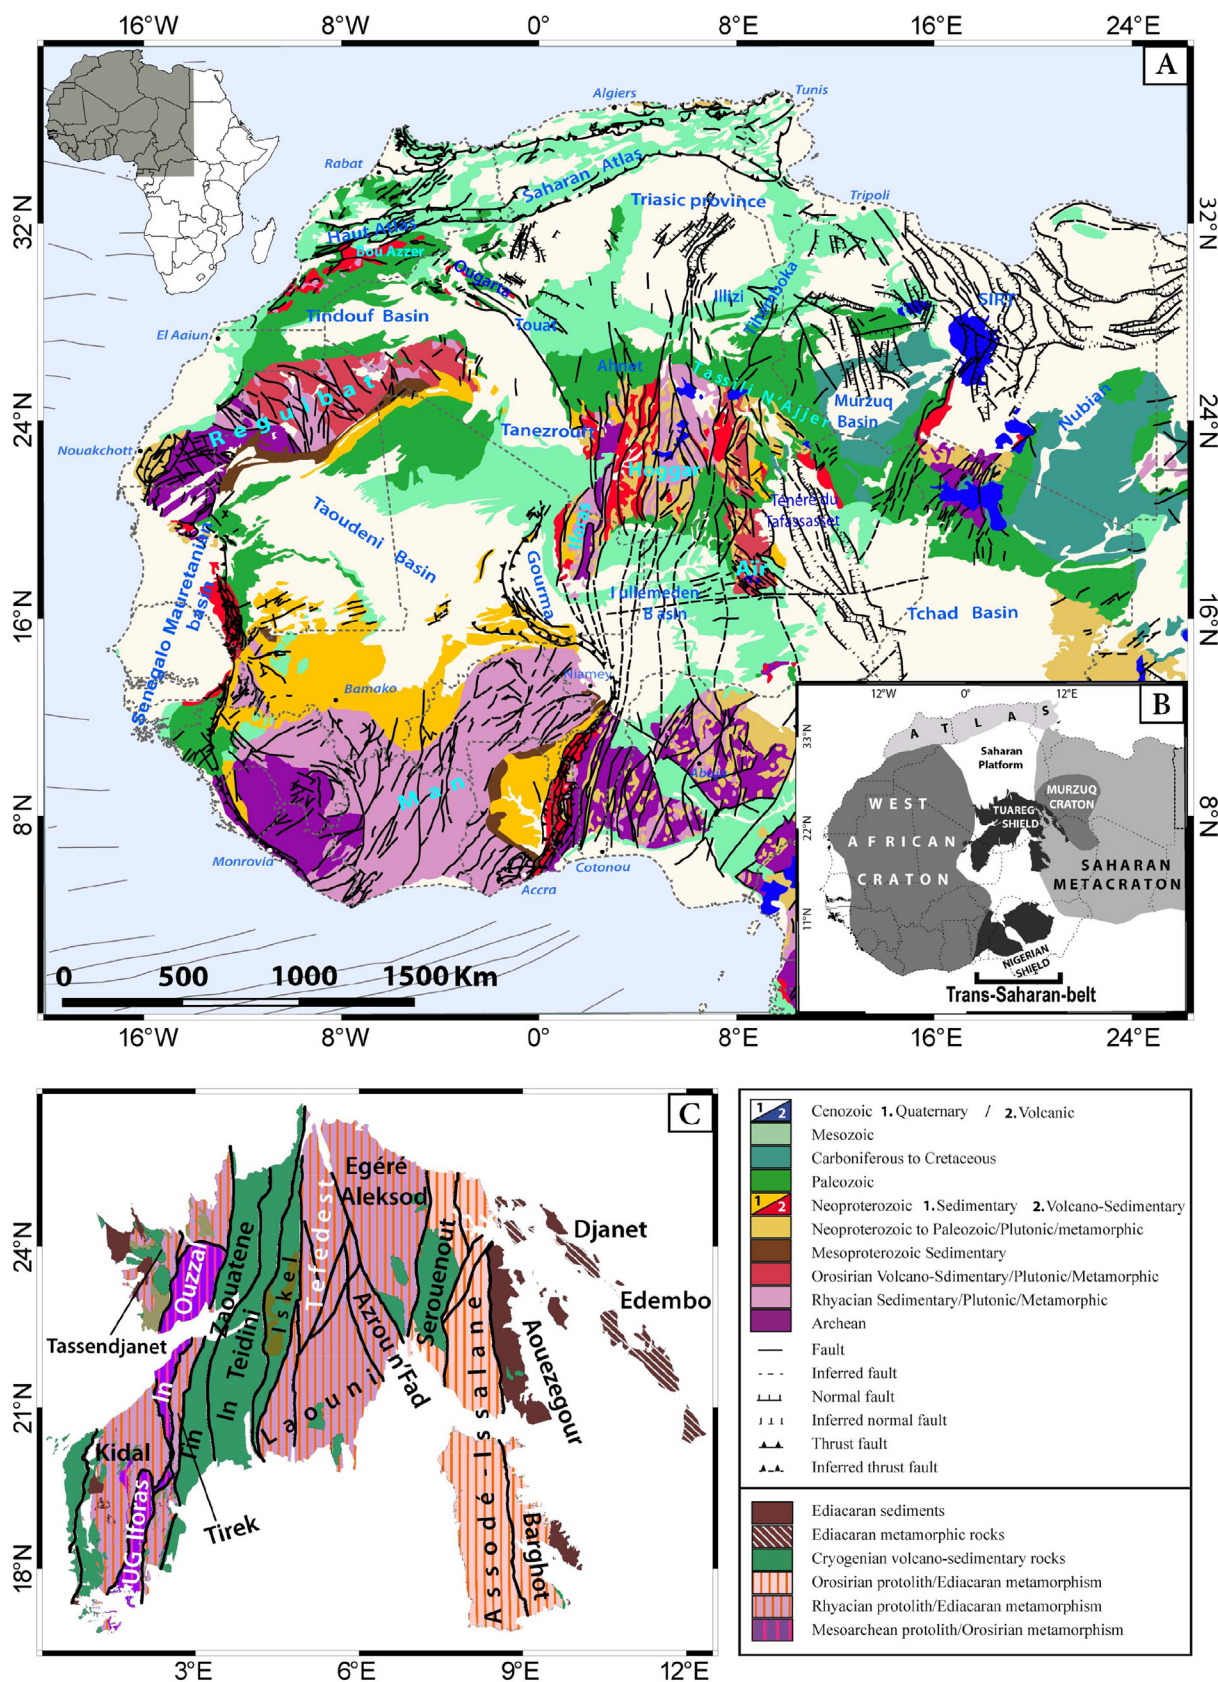 16°W 8°W 0° 8°E 16°E 24°E
A
Algiers
Tunis
Rabat
Saharan Atlas
Tripoli
Triasic province
32°N
32°N
Haut Atlas
Bou Azzer
Ougarta
Illizi
Tihamboka
SIRT
Tindouf Basin
Touat
El Aaiun
Ahnet
Tassili N'Ajjer
Reguibat
Murzuq
Basin
Nubian
24°N
24°N
Tanezrouft
Nouakchott
Hoggar
Ténéré du
Tafassasset
Taoudeni Basin
Senegalo Mauretanian
basin
Gourma
Iforas
Air
Iullemeden
Basin
Tchad Basin
16°N
16°N
Niamey
Bamako
Abuja
Man
8°N
8°N
Monrovia
Cotonou
Accra
0 500 1000 1500 Km
16°W 8°W 0° 8°E 16°E 24°E
12°W 0° 12°E
B
33°N
22°N
11°N
ATLAS
Saharan
Platform
MURZUQ
CRATON
TUAREG
SHIELD
WEST
AFRICAN
CRATON
SAHARAN
METACRATON
NIGERIAN
SHIELD
Trans-Saharan-belt
C
Egéré
Aleksod
Tefedest
Djanet
24°N
Ouzzal
Zaouatene
Iskel
Serouenout
Edembo
Tassendjanet
In
Teidini
In
Azrou n'Fad
Aouezegour
Laouni
21°N
Kidal
Tin
Tirek
UG Iforas
Assodé-Issalane
Barghot
18°N
3°E 6°E 9°E 12°E
1 2 Cenozoic 1.Quaternary / 2.Volcanic
Mesozoic
Carboniferous to Cretaceous
Paleozoic
1 2 Neoproterozoic 1.Sedimentary 2.Volcano-Sedimentary
Neoproterozoic to Paleozoic/Plutonic/metamorphic
Mesoproterozoic Sedimentary
Orosirian Volcano-Sdimentary/Plutonic/Metamorphic
Rhyacian Sedimentary/Plutonic/Metamorphic
Archean
Fault
Inferred fault
Normal fault
Inferred normal fault
Thrust fault
Inferred thrust fault
Ediacaran sediments
Ediacaran metamorphic rocks
Cryogenian volcano-sedimentary rocks
Orosirian protolith/Ediacaran metamorphism
Rhyacian protolith/Ediacaran metamorphism
Mesoarchean protolith/Orosirian metamorphism